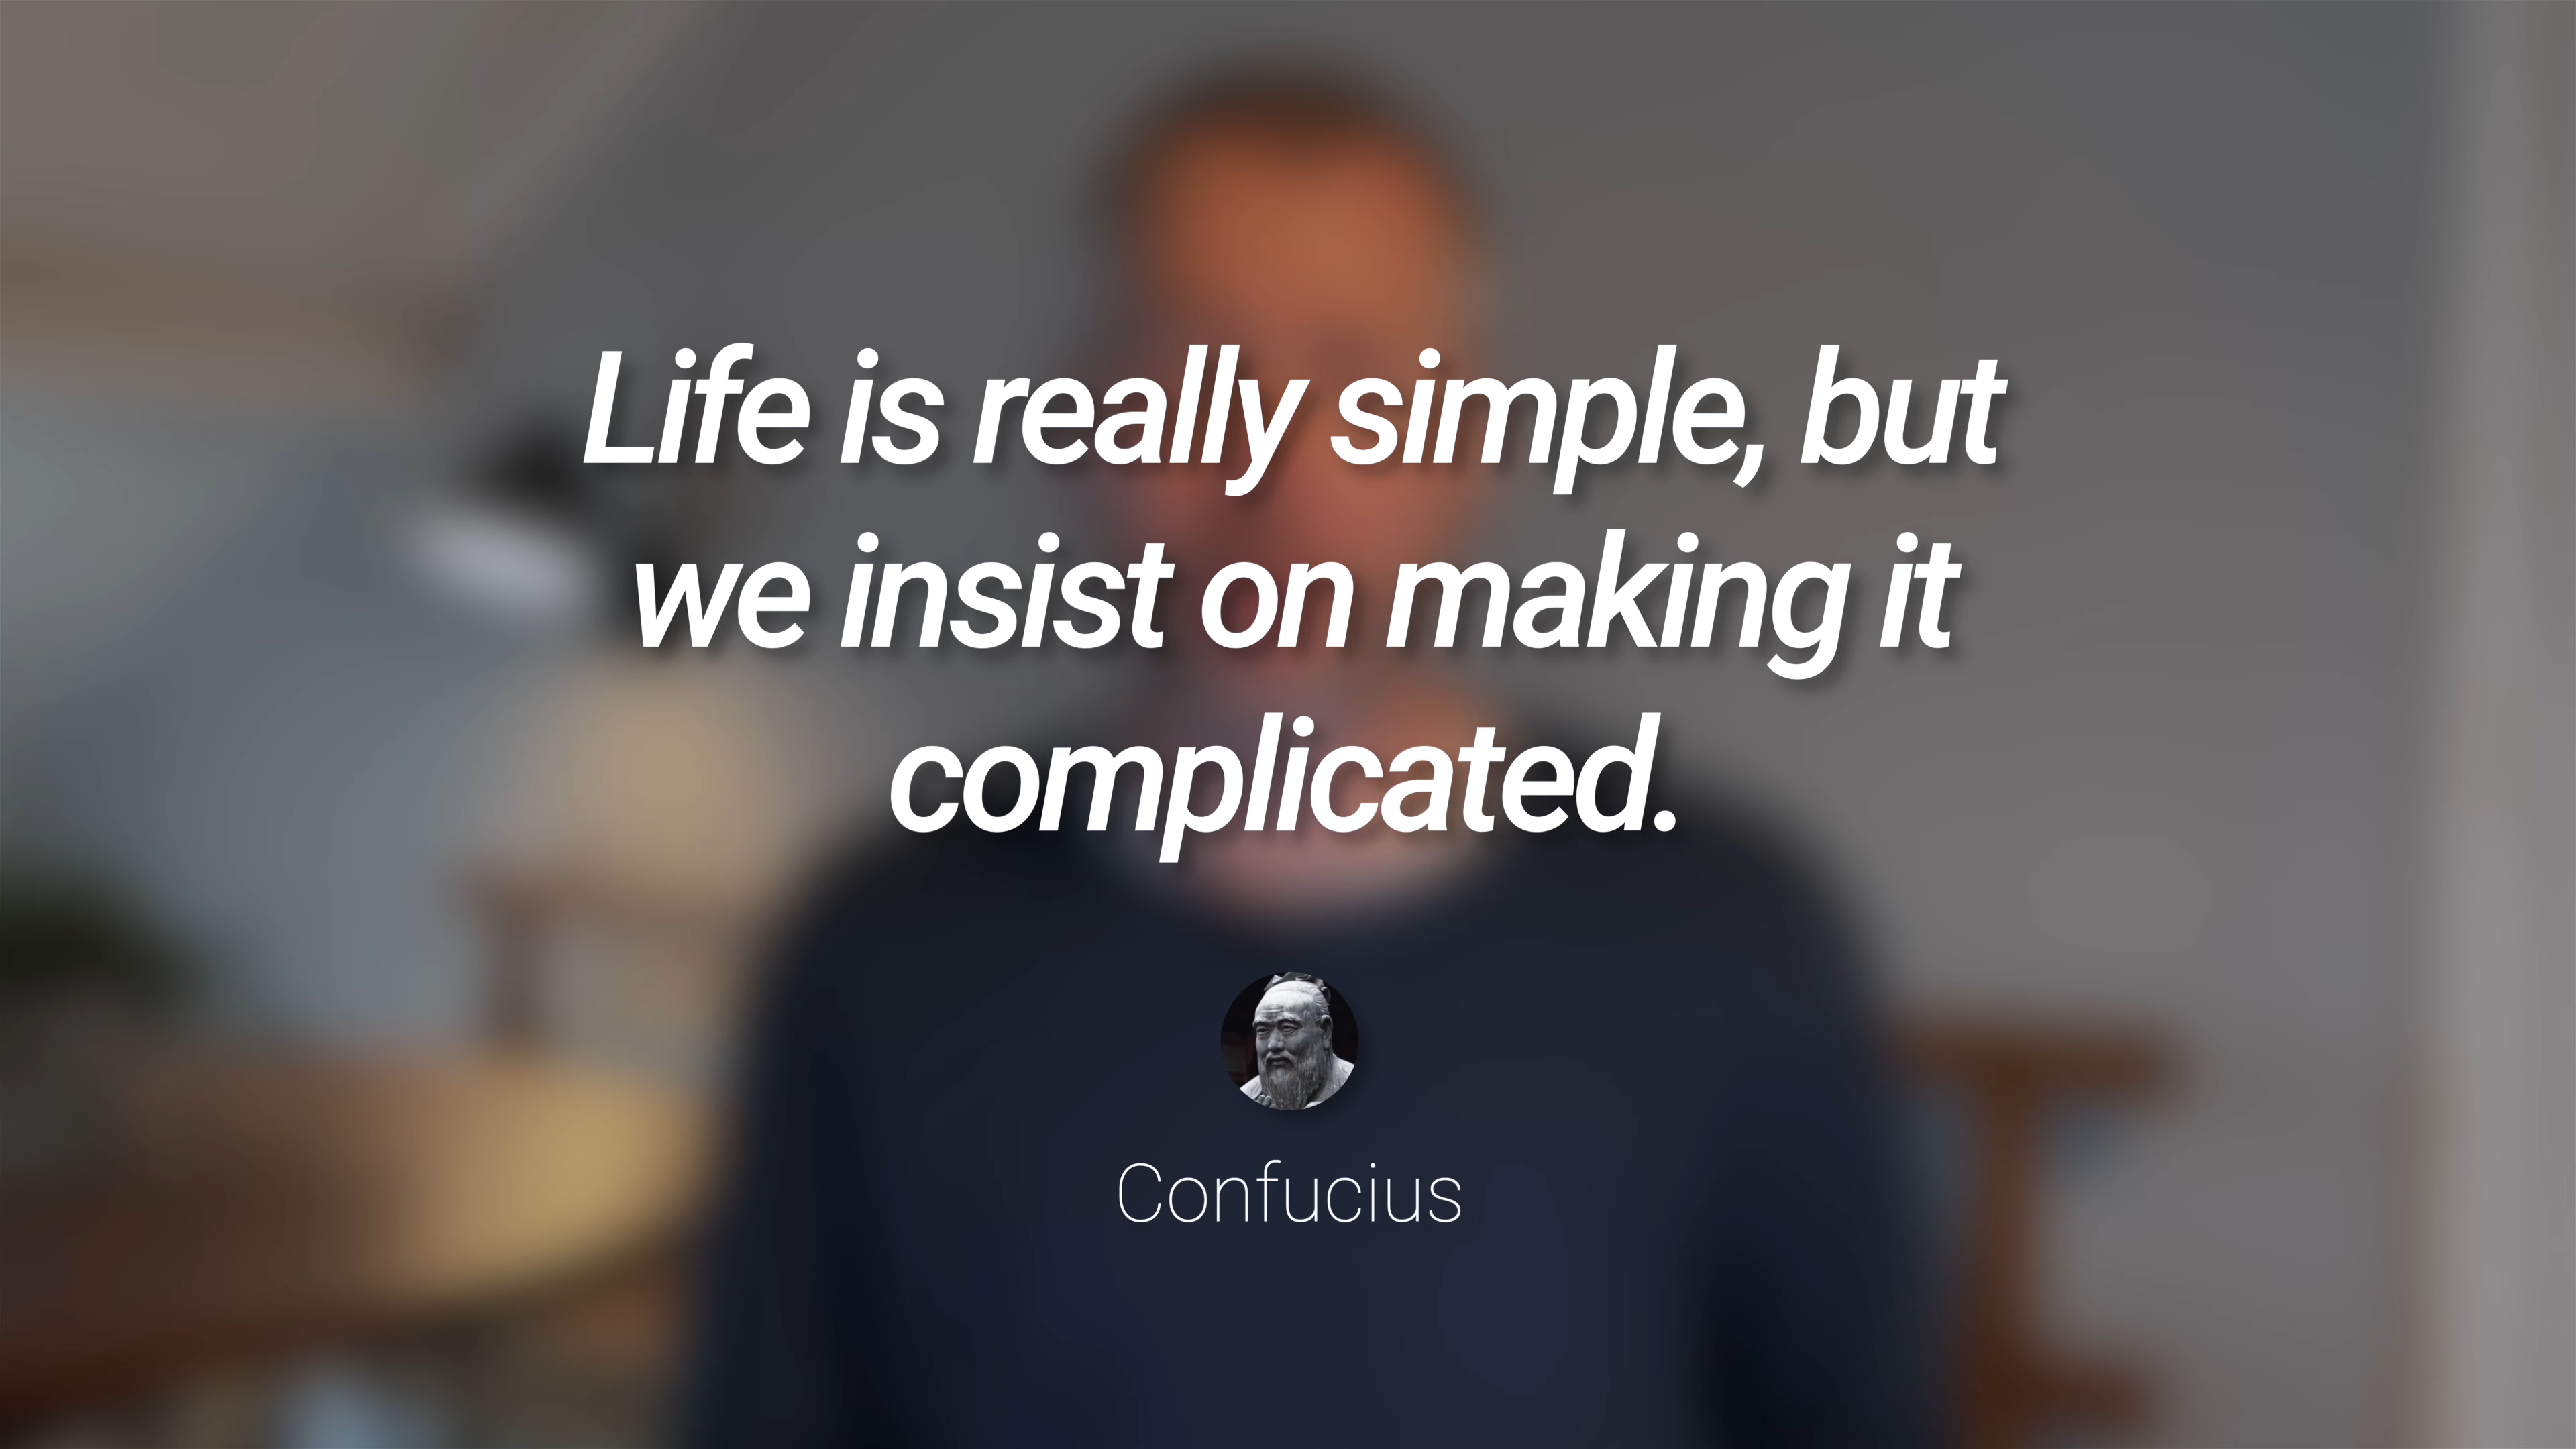 Life is really simple, but
we insist on making it
complicated.
Confucius